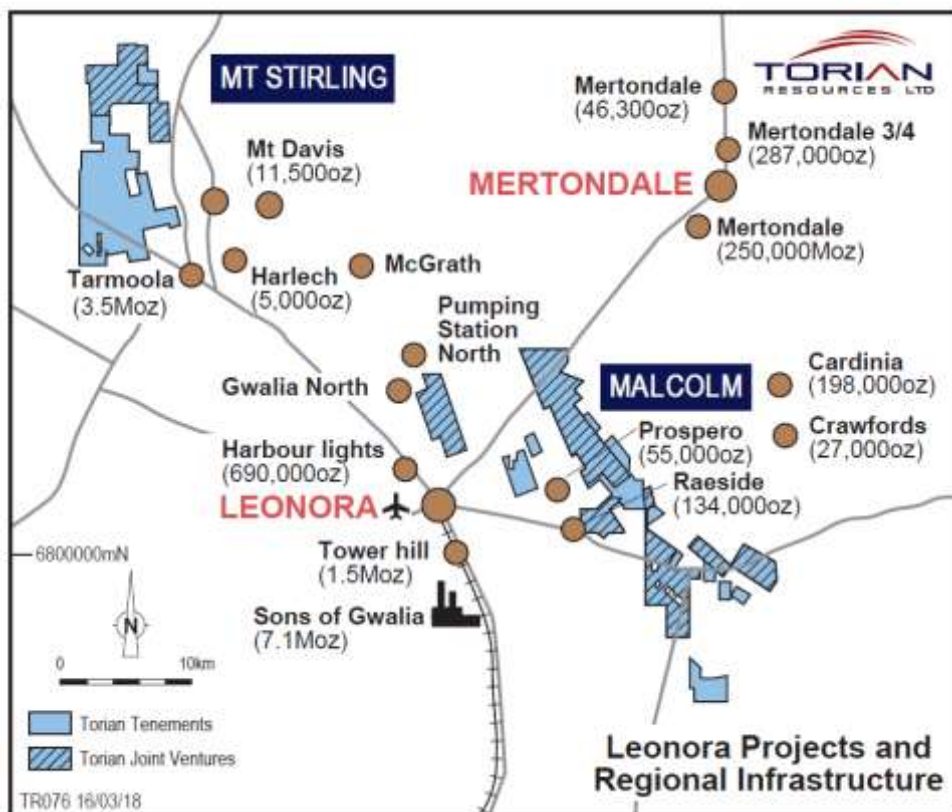 MT STIRLING
TORIAN
RESOURCES LTD
Mertondale
(46,300oz)
Mt Davis
(11,500oz)
Mertondale 3/4
(287,000oz)
MERTONDALE
Mertondale
(250,000Moz)
Tarmoola
(3.5Moz)
Harlech
(5,000oz)
McGrath
Pumping
Station
North
Gwalia North
MALCOLM
Cardinia
(198,000oz)
Crawfords
(27,000oz)
Harbour lights
(690,000oz)
Prospero
(55,000oz)
Raeside
(134,000oz)
LEONORA
6800000mN
Tower hill
(1.5Moz)
Sons of Gwalia
(7.1Moz)
N
0 10km
Torian Tenements
Torian Joint Ventures
Leonora Projects and
Regional Infrastructure
TR076 16/03/18